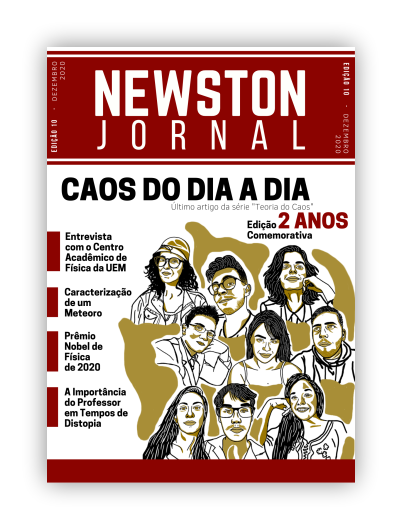 EDIÇÃO 10 - DEZEMBRO
2020
NEWSTON
JORNAL
EDIÇÃO 10 - DEZEMBRO
2020
CAOS DO DIA A DIA
Último artigo da série "Teoria do Caos"
Edição 2 ANOS
Comemorativa
Entrevista
com o Centro
Acadêmico de
Física da UEM
Caracterização
de um
Meteoro
Prêmio
Nobel de
Física
de 2020
A Importância
do Professor
em Tempos de
Distopia